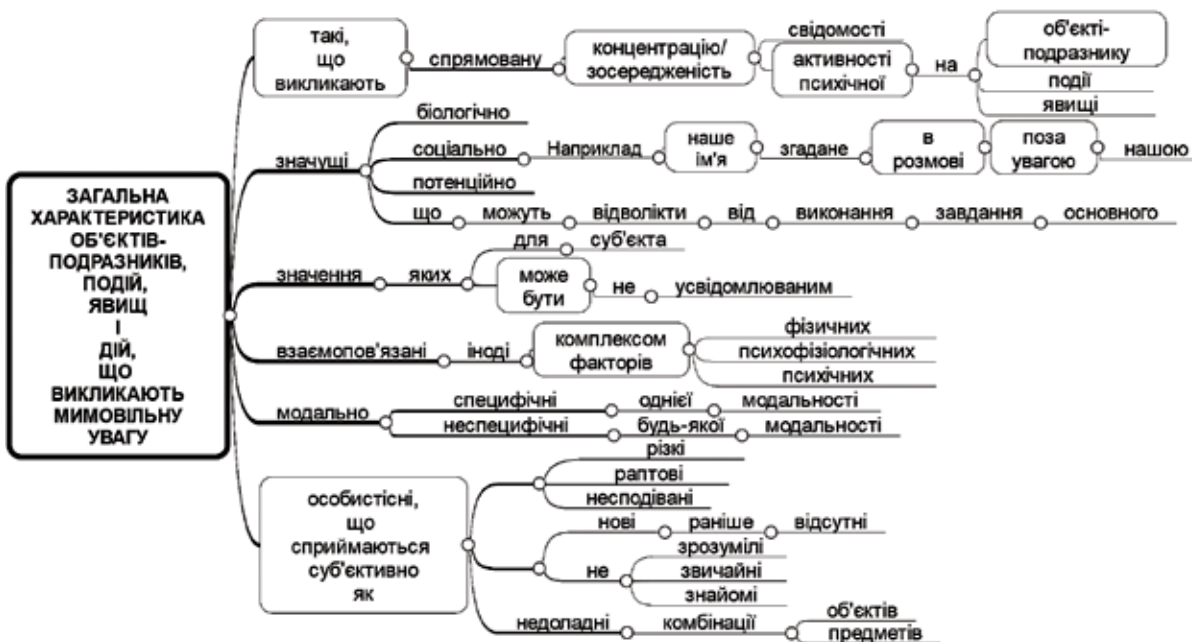 ЗАГАЛЬНА
ХАРАКТЕРИСТИКА
ОБ'ЄКТІВ-
ПОДРАЗНИКІВ,
ПОДІЙ,
ЯВИЩ
І
ДІЙ,
ЩО
ВИКЛИКАЮТЬ
МИМОВІЛЬНУ
УВАГУ
такі,
що
викликають
спрямовану
концентрацію/
зосередженість
свідомості
активності
психічної
на
об'єкті-
подразнику
події
явищі
значущі
біологічно
соціально
Наприклад
наше
ім'я
згадане
в
розмові
поза
увагою
нашою
потенційно
що
можуть
відволікти
від
виконання
завдання
основного
значення
яких
для
суб'єкта
може
бути
не
усвідомлюваним
взаємопов'язані
іноді
комплексом
факторів
фізичних
психофізіологічних
психічних
модально
специфічні
однієї
модальності
неспецифічні
будь-якої
модальності
особистісні,
що
сприймаються
суб'єктивно
як
різкі
раптові
несподівані
нові
раніше
відсутні
не
зрозумілі
звичайні
знайомі
недоладні
комбінації
об'єктів
предметів